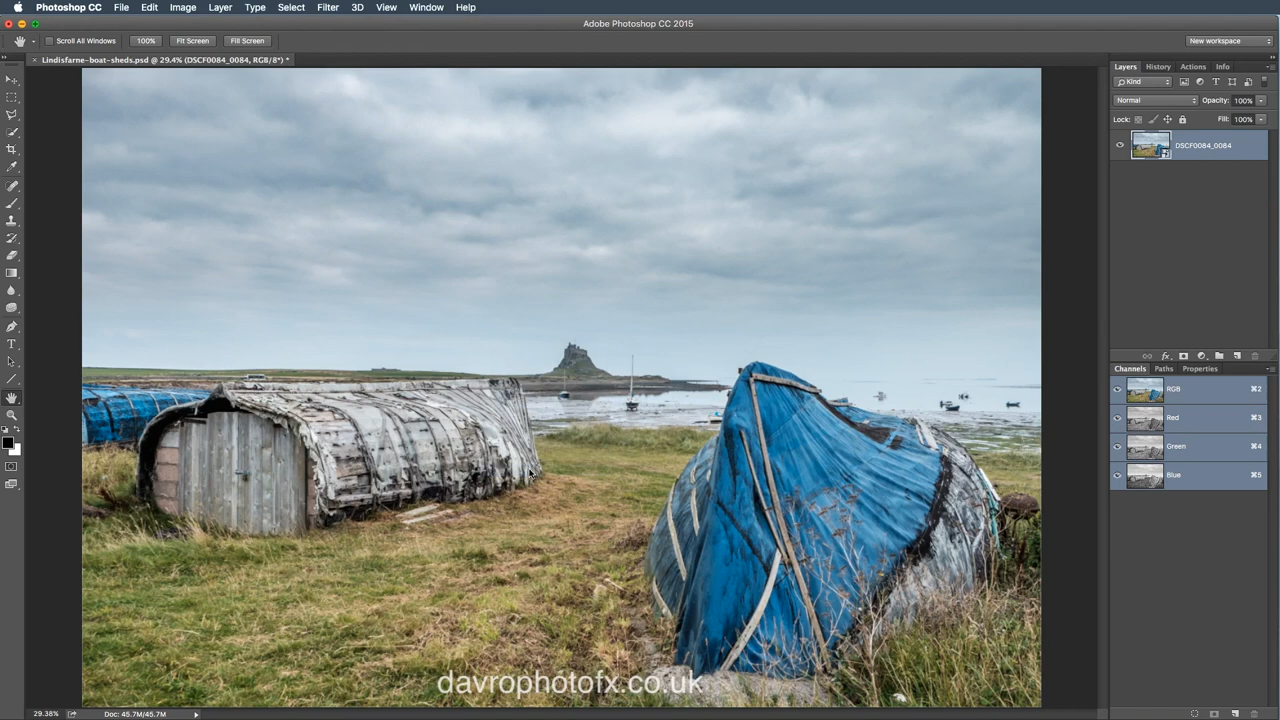 Photoshop CC File Edit Image Layer Type Select Filter 3D View Window Help
Adobe Photoshop CC 2015
Scroll All Windows 100% Fit Screen Fill Screen New workspace
× Lindisfarne-boat-sheds.psd @ 29.4% (DSCF0084_0084, RGB/8*) *
Layers History Actions Info
Kind
Normal Opacity: 100%
Lock: Fill: 100%
DSCF0084_0084
fx
Channels Paths Properties
RGB ⌘2
Red ⌘3
Green ⌘4
Blue ⌘5
davrophotofx.co.uk
29.38% Doc: 45.7M/45.7M